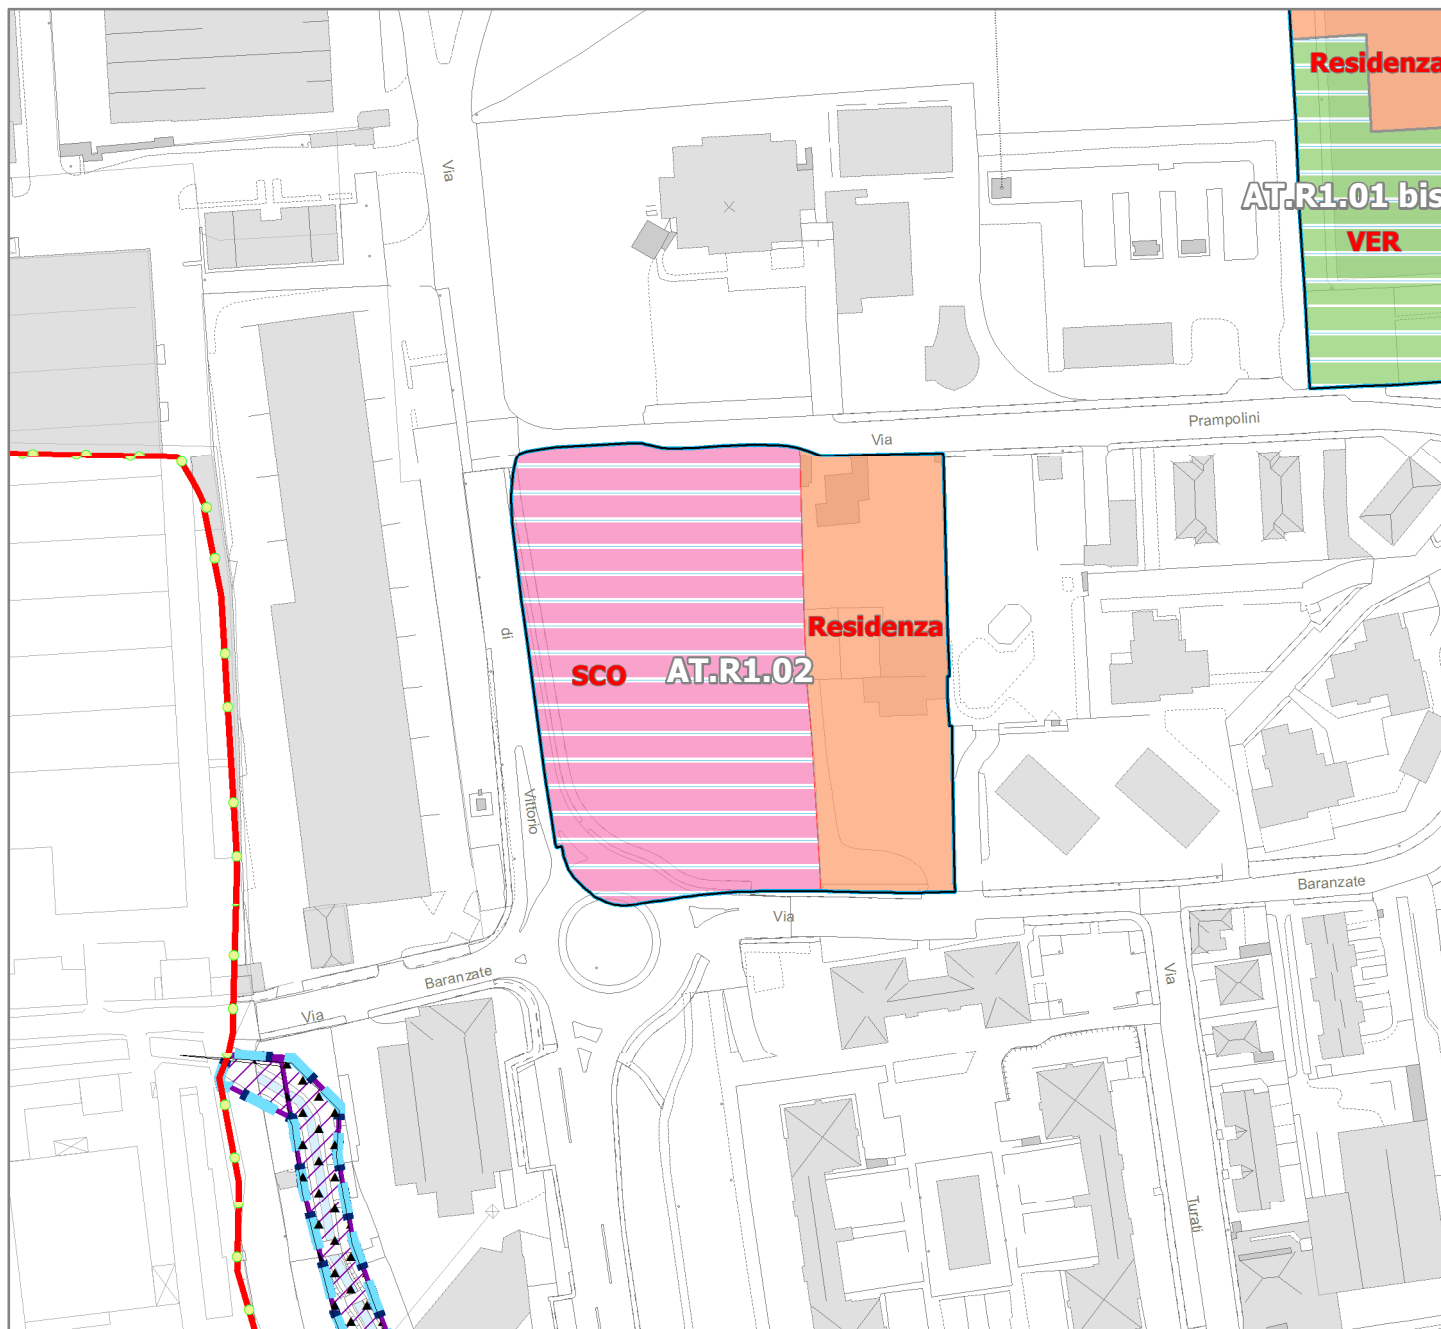 Residenza
Via
AT.R1.01 bis
VER
Prampolini
Via
Residenza
di
SCO
AT.R1.02
Vittorio
Baranzate
Via
Baranzate
Via
Via
Turati